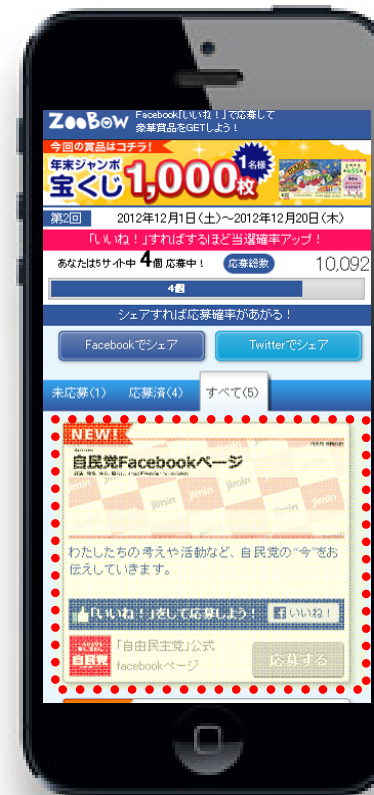 ZooBow
Facebook「いいね！」で応募して
豪華賞品をGETしよう！
今回の賞品はコチラ！
年末ジャンボ
宝くじ1,000枚
1名様
第2回 2012年12月1日(土)～2012年12月20日(木)
「いいね！」すればするほど当選確率アップ！
あなたは5サイト中 4個 応募中！ 応募総数 10,092
4個
シェアすれば応募確率があがる！
Facebookでシェア Twitterでシェア
未応募(1) 応募済(4) すべて(5)
NEW!
自民党Facebookページ
jimin jimin
jimin jimin
わたしたちの考えや活動など、自民党の“今”をお
伝えしていきます。
「いいね！」をして応募しよう！ いいね！
自民党
「自由民主党」公式
facebookページ
応募する